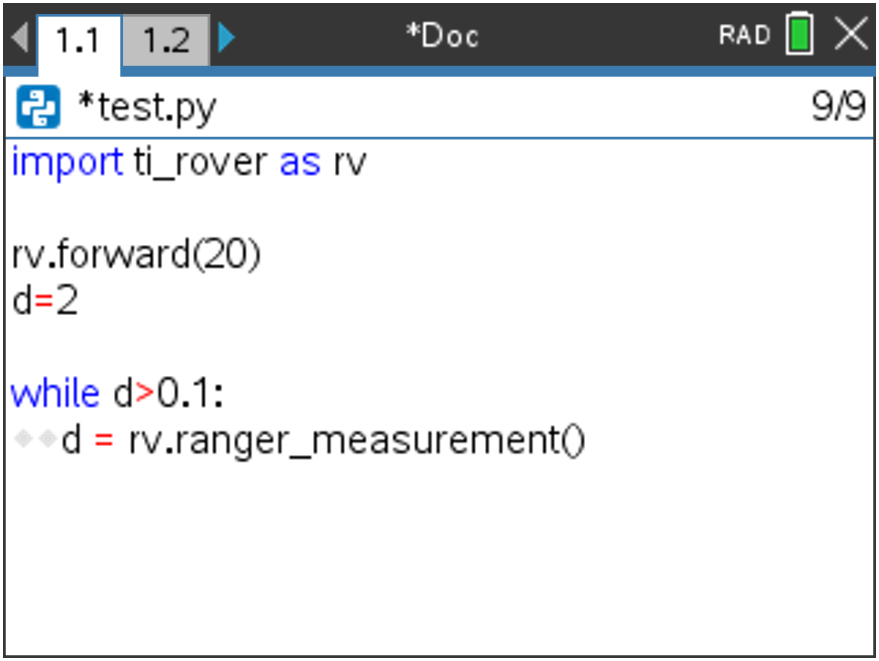 1.1 1.2 *Doc RAD
*test.py 9/9
import ti_rover as rv
rv.forward(20)
d=2
while d>0.1:
d = rv.ranger_measurement()